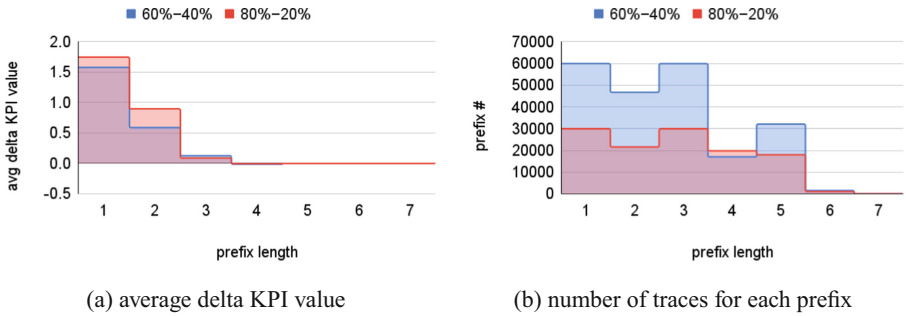 60%–40% 80%–20%
avg delta KPI value
2.0
1.5
1.0
0.5
0.0
-0.5
1 2 3 4 5 6 7
prefix length
(a) average delta KPI value
60%–40% 80%–20%
prefix #
70000
60000
50000
40000
30000
20000
10000
0
1 2 3 4 5 6 7
prefix length
(b) number of traces for each prefix